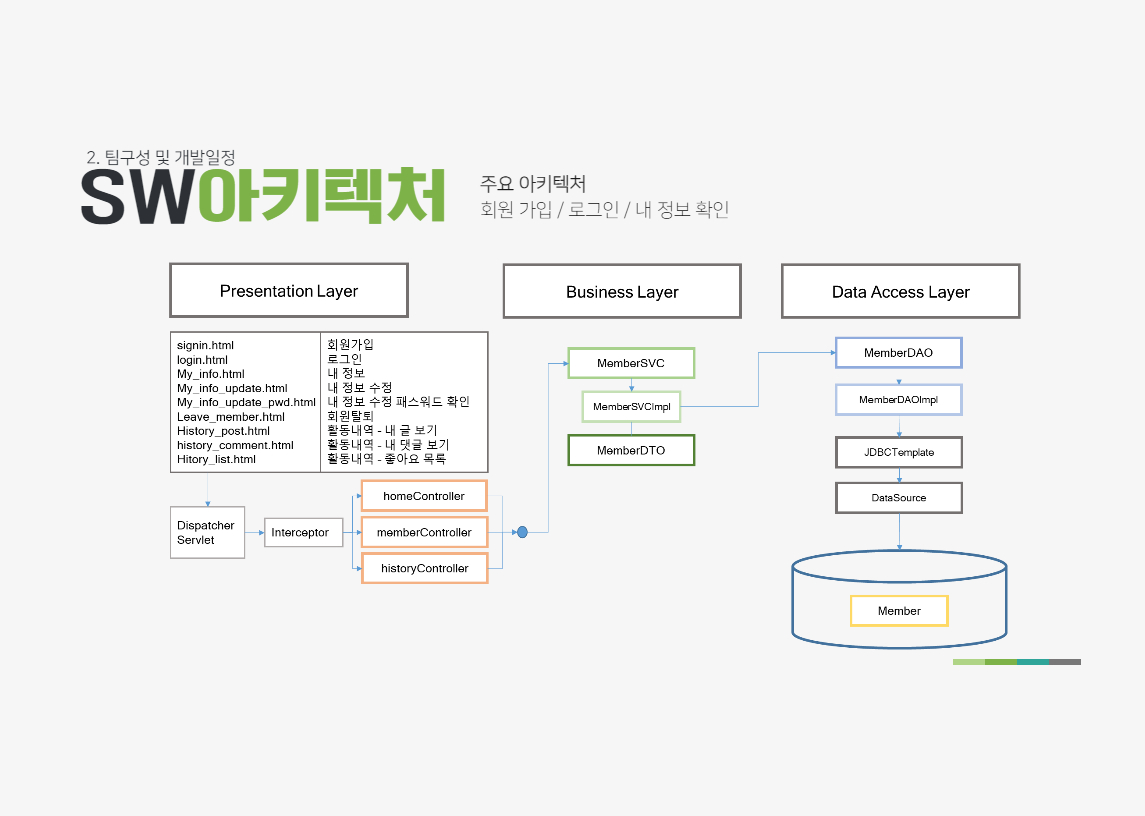 2. 팀구성 및 개발일정
SW아키텍처
주요 아키텍처
회원 가입 / 로그인 / 내 정보 확인
Presentation Layer
Business Layer
Data Access Layer
signin.html 회원가입
login.html 로그인
My_info.html 내 정보
My_info_update.html 내 정보 수정
My_info_update_pwd.html 내 정보 수정 패스워드 확인
Leave_member.html 회원탈퇴
History_post.html 활동내역 - 내 글 보기
history_comment.html 활동내역 - 내 댓글 보기
Hitory_list.html 활동내역 - 좋아요 목록
Dispatcher
Servlet
Interceptor
homeController
memberController
historyController
MemberSVC
MemberSVCImpl
MemberDTO
MemberDAO
MemberDAOImpl
JDBCTemplate
DataSource
Member